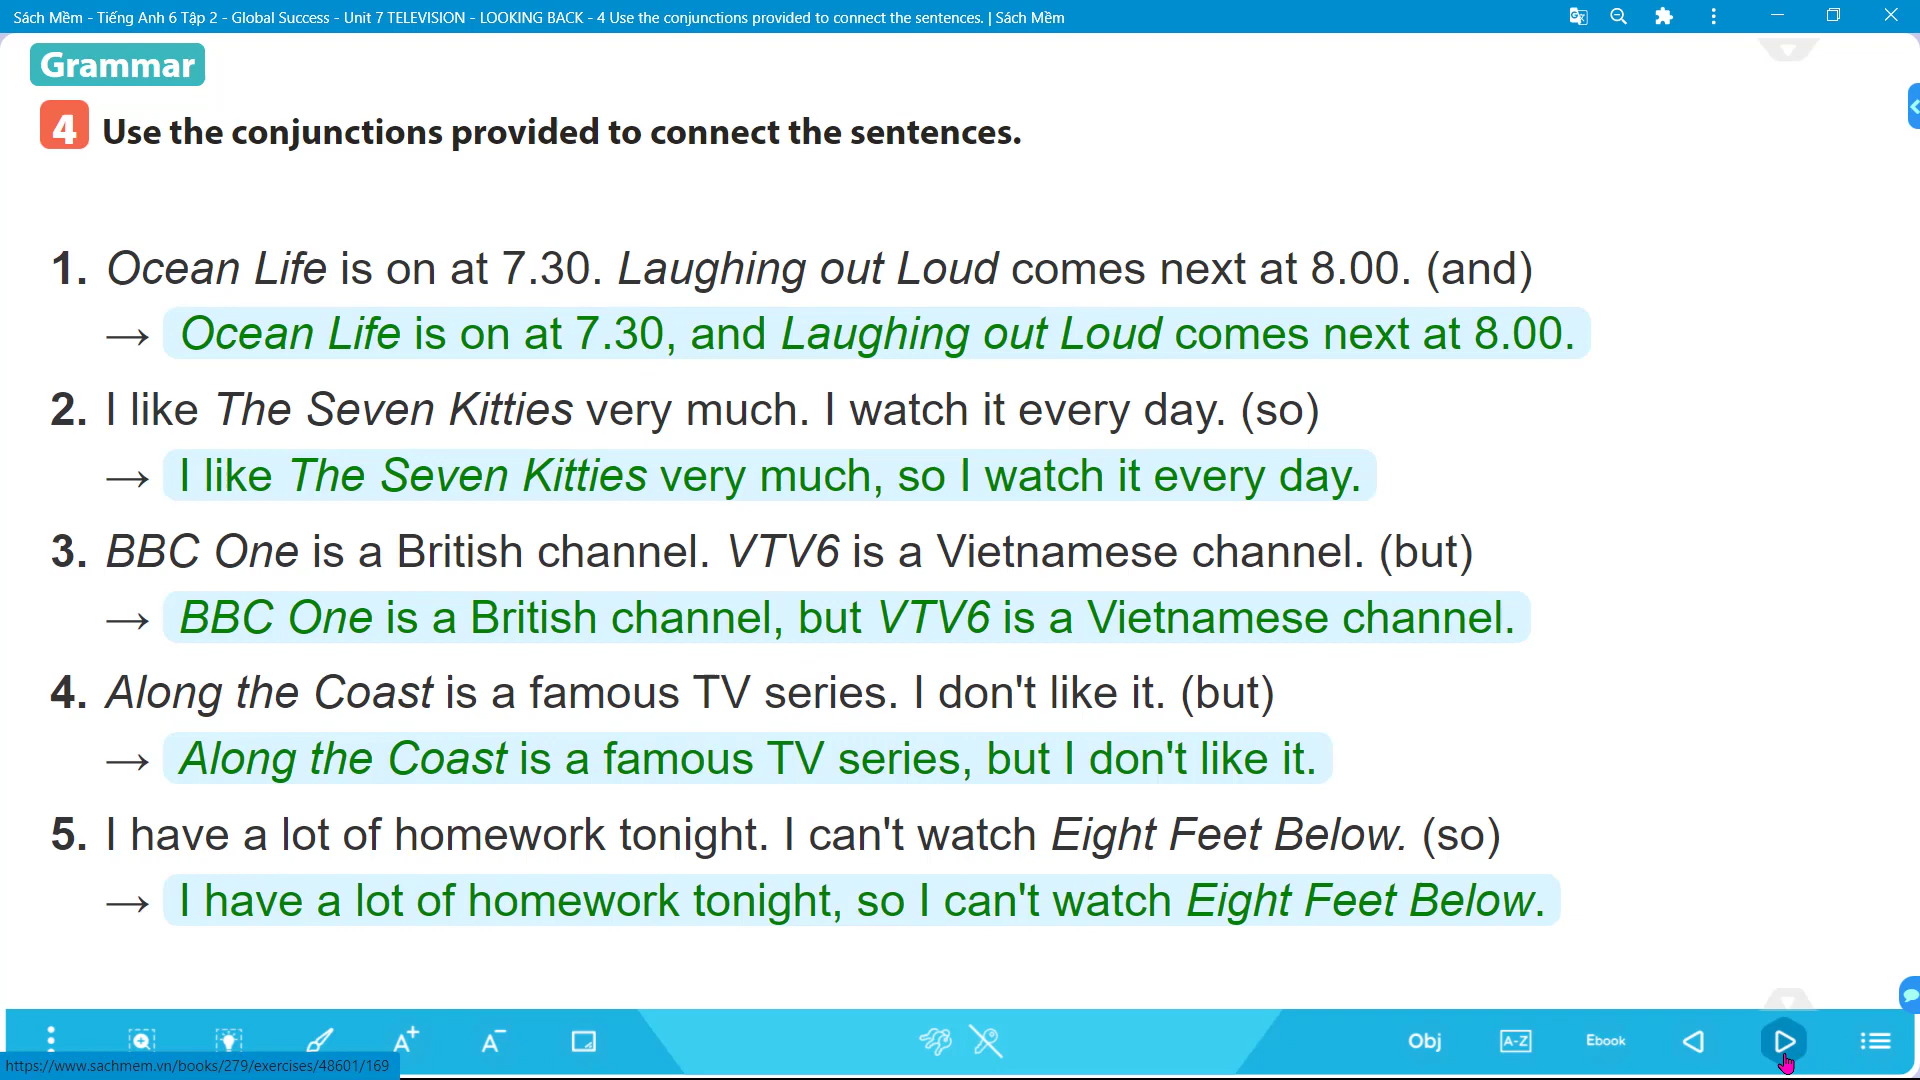 Sách Mềm - Tiếng Anh 6 Tập 2 - Global Success - Unit 7 TELEVISION - LOOKING BACK - 4 Use the conjunctions provided to connect the sentences. | Sách Mềm
Grammar
4 Use the conjunctions provided to connect the sentences.
1. Ocean Life is on at 7.30. Laughing out Loud comes next at 8.00. (and)
→ Ocean Life is on at 7.30, and Laughing out Loud comes next at 8.00.
2. I like The Seven Kitties very much. I watch it every day. (so)
→ I like The Seven Kitties very much, so I watch it every day.
3. BBC One is a British channel. VTV6 is a Vietnamese channel. (but)
→ BBC One is a British channel, but VTV6 is a Vietnamese channel.
4. Along the Coast is a famous TV series. I don't like it. (but)
→ Along the Coast is a famous TV series, but I don't like it.
5. I have a lot of homework tonight. I can't watch Eight Feet Below. (so)
→ I have a lot of homework tonight, so I can't watch Eight Feet Below.
A+ A- Obj A-Z Ebook
https://www.sachmem.vn/books/279/exercises/48601/169